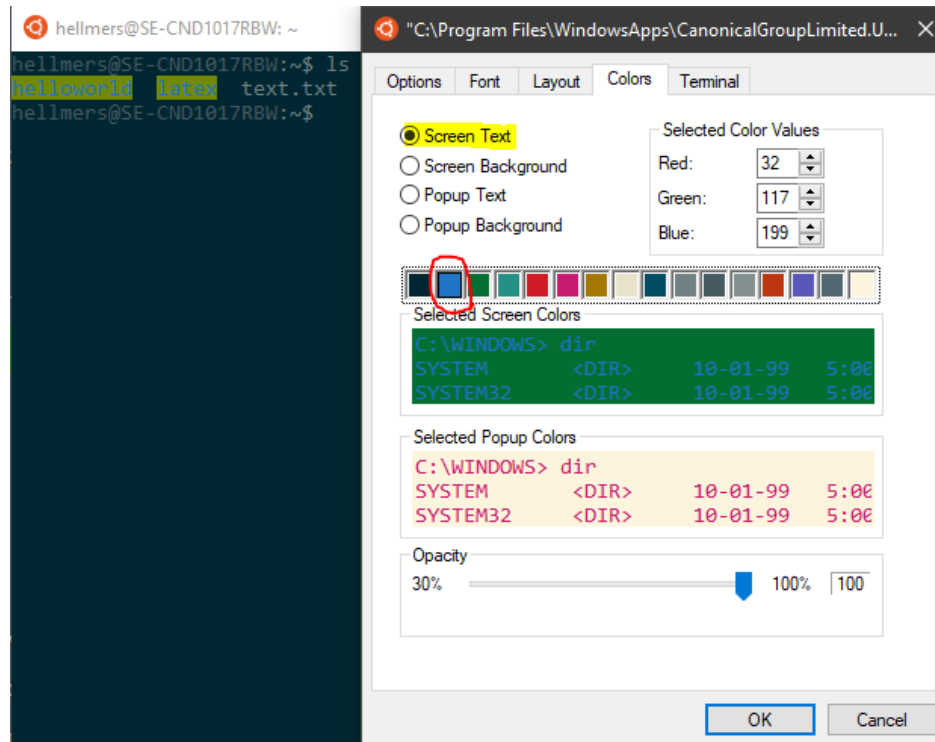 hellmers@SE-CND1017RBW: ~
hellmers@SE-CND1017RBW:~$ ls
helloworld latex text.txt
hellmers@SE-CND1017RBW:~$
"C:\Program Files\WindowsApps\CanonicalGroupLimited.U...
Options Font Layout Colors Terminal
Screen Text
Screen Background
Popup Text
Popup Background
Selected Color Values
Red: 32
Green: 117
Blue: 199
Selected Screen Colors
C:\WINDOWS> dir
SYSTEM <DIR> 10-01-99 5:00
SYSTEM32 <DIR> 10-01-99 5:00
Selected Popup Colors
C:\WINDOWS> dir
SYSTEM <DIR> 10-01-99 5:00
SYSTEM32 <DIR> 10-01-99 5:00
Opacity
30% 100% 100
OK Cancel